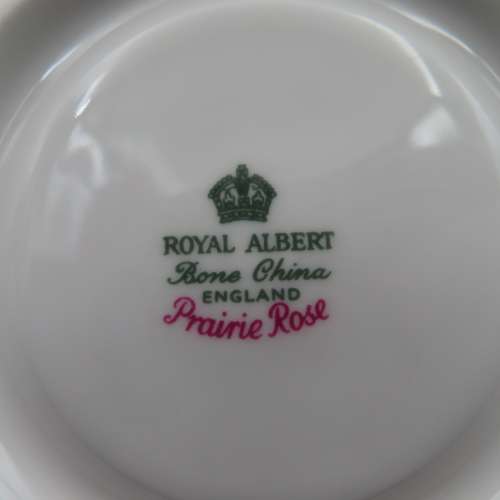 ROYAL ALBERT
Bone China
ENGLAND
Prairie Rose